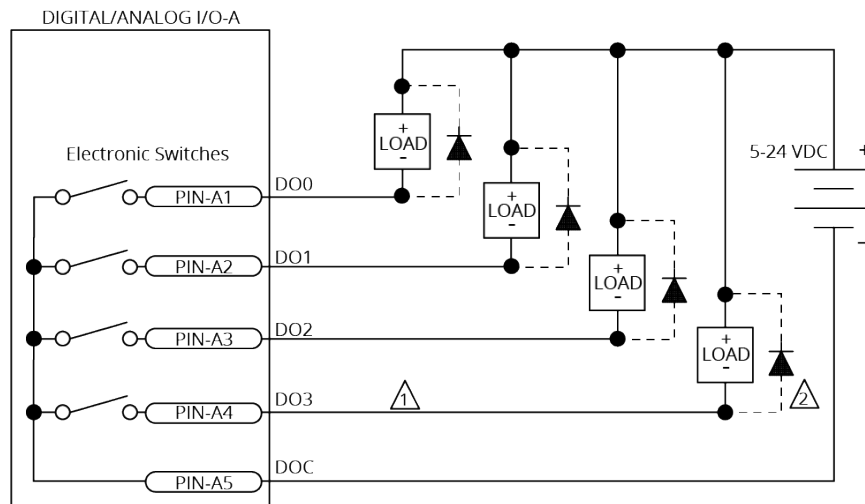 DIGITAL/ANALOG I/O-A
Electronic Switches
5-24 VDC
+
-
+
LOAD
-
+
LOAD
-
+
LOAD
-
+
LOAD
-
PIN-A1
DO0
PIN-A2
DO1
PIN-A3
DO2
PIN-A4
DO3
1
2
PIN-A5
DOC